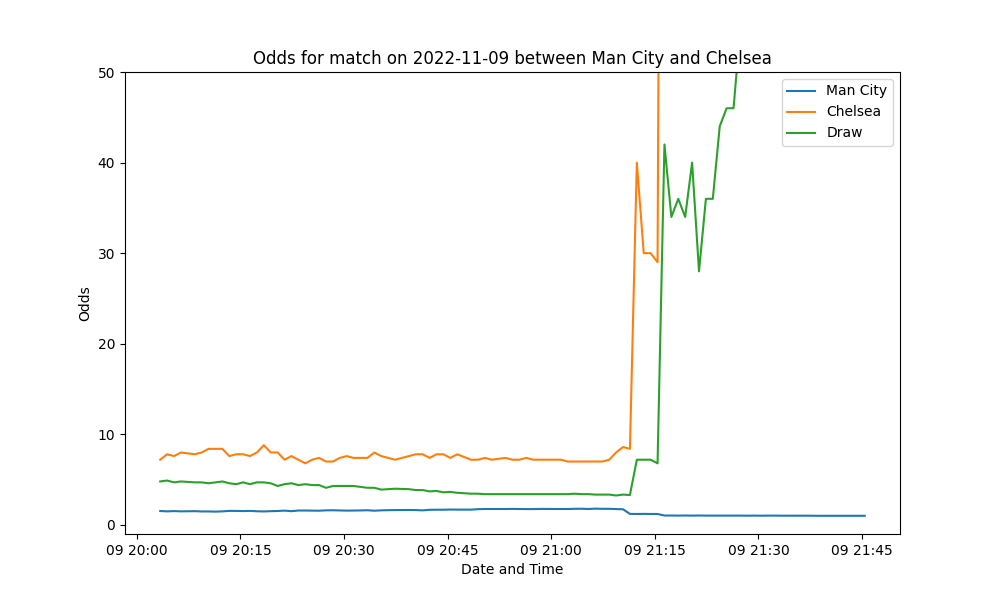 Odds for match on 2022-11-09 between Man City and Chelsea
Man City
Chelsea
Draw
50
40
30
20
10
0
Odds
09 20:00 09 20:15 09 20:30 09 20:45 09 21:00 09 21:15 09 21:30 09 21:45
Date and Time